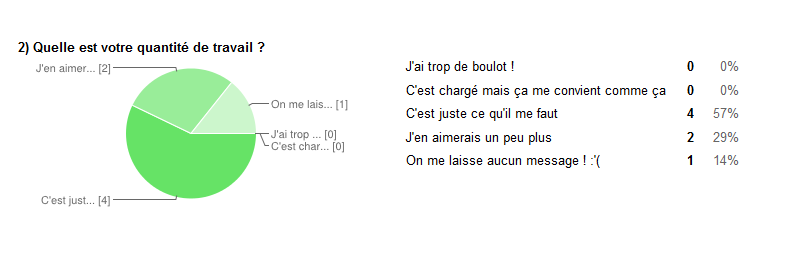 2) Quelle est votre quantité de travail ?
J'en aimer... [2]
On me lais... [1]
J'ai trop ... [0]
C'est char... [0]
C'est just... [4]
J'ai trop de boulot ! 0 0%
C'est chargé mais ça me convient comme ça 0 0%
C'est juste ce qu'il me faut 4 57%
J'en aimerais un peu plus 2 29%
On me laisse aucun message ! :'( 1 14%